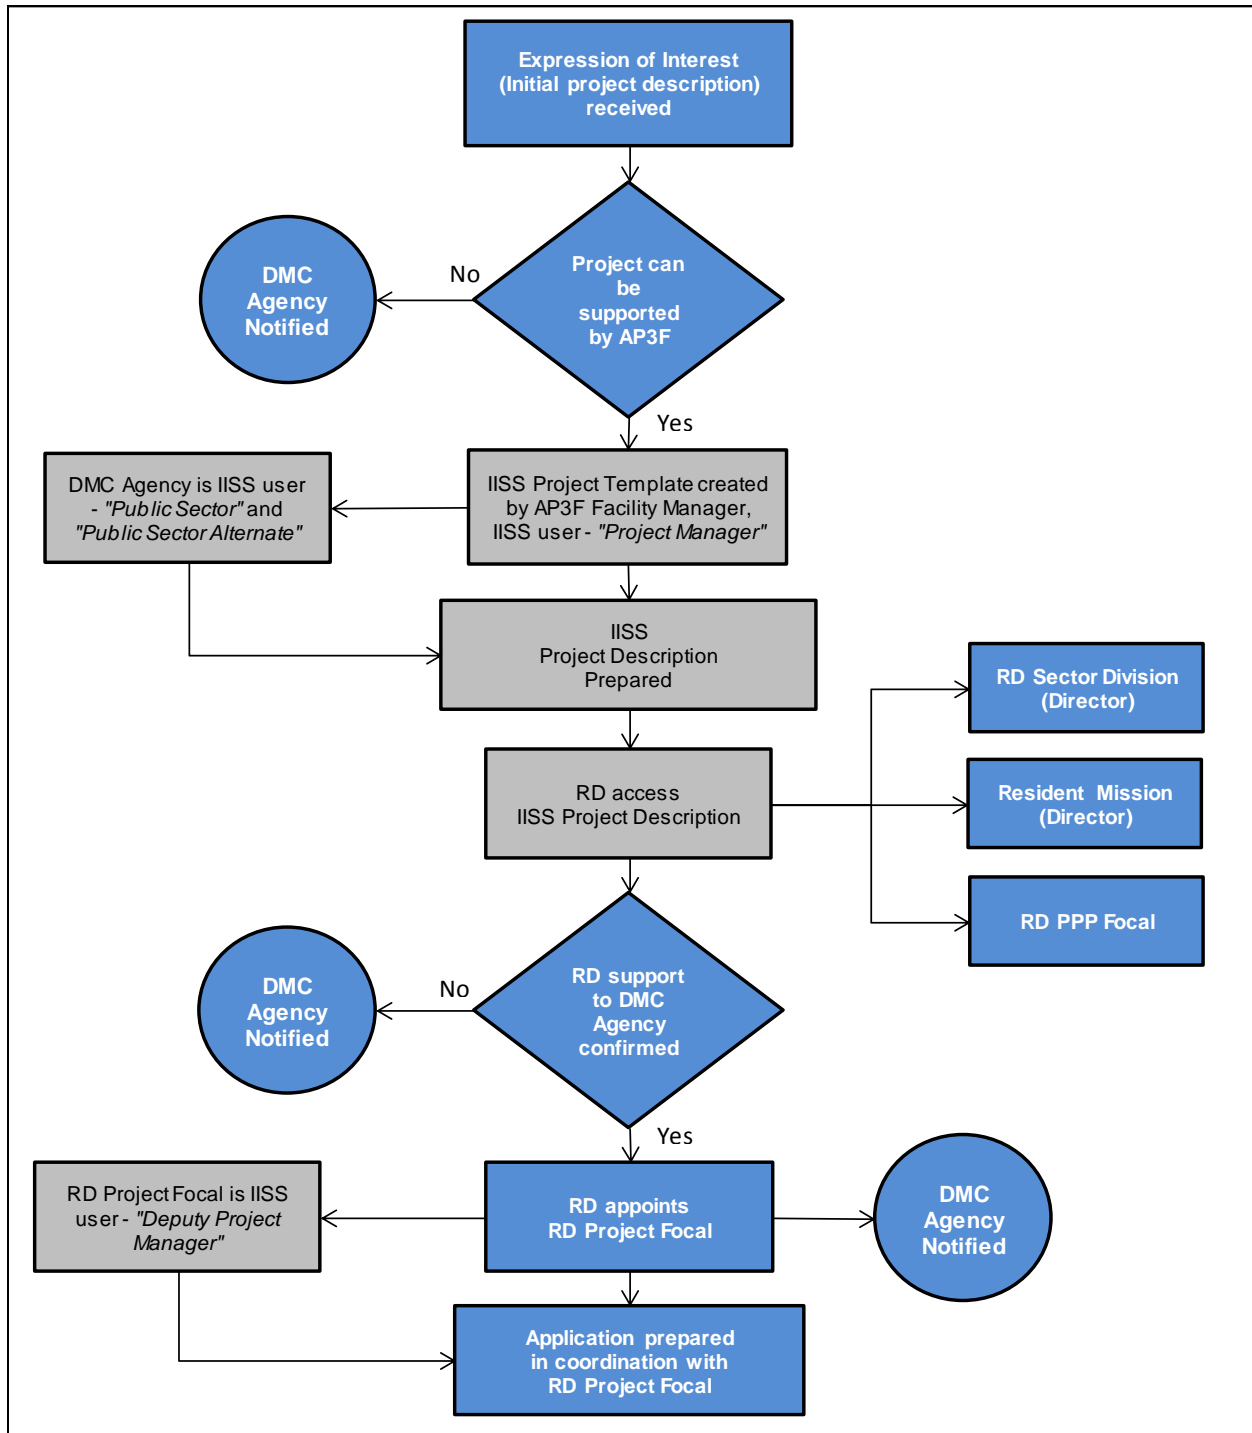 Expression of Interest
(Initial project description)
received
Project can
be
supported
by AP3F
No
DMC
Agency
Notified
Yes
IISS Project Template created
by AP3F Facility Manager,
IISS user - "Project Manager"
DMC Agency is IISS user
- "Public Sector" and
"Public Sector Alternate"
IISS
Project Description
Prepared
RD access
IISS Project Description
RD Sector Division
(Director)
Resident Mission
(Director)
RD PPP Focal
RD support
to DMC
Agency
confirmed
No
DMC
Agency
Notified
Yes
RD appoints
RD Project Focal
RD Project Focal is IISS
user - "Deputy Project
Manager"
DMC
Agency
Notified
Application prepared
in coordination with
RD Project Focal